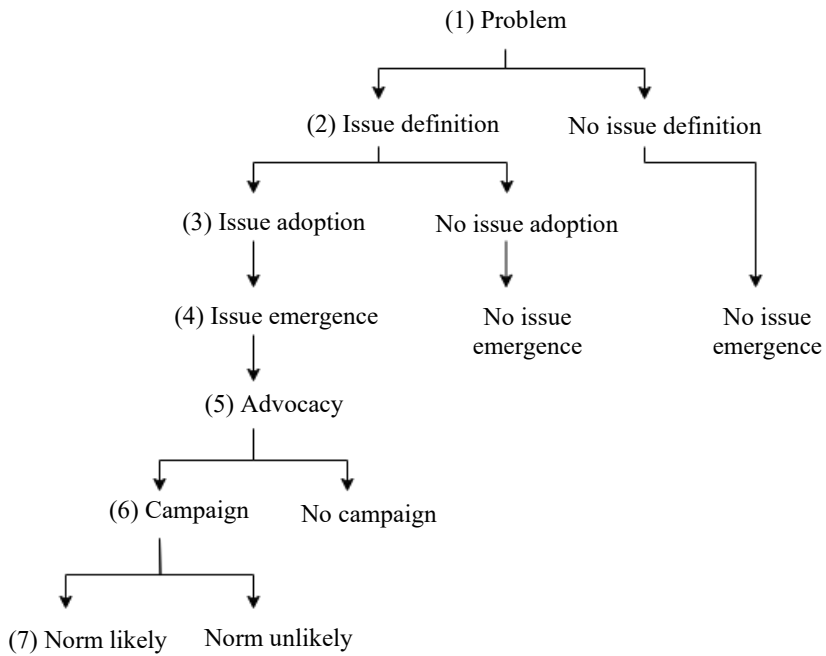 (1) Problem
(2) Issue definition
No issue definition
(3) Issue adoption
No issue adoption
(4) Issue emergence
No issue
emergence
No issue
emergence
(5) Advocacy
(6) Campaign
No campaign
(7) Norm likely
Norm unlikely